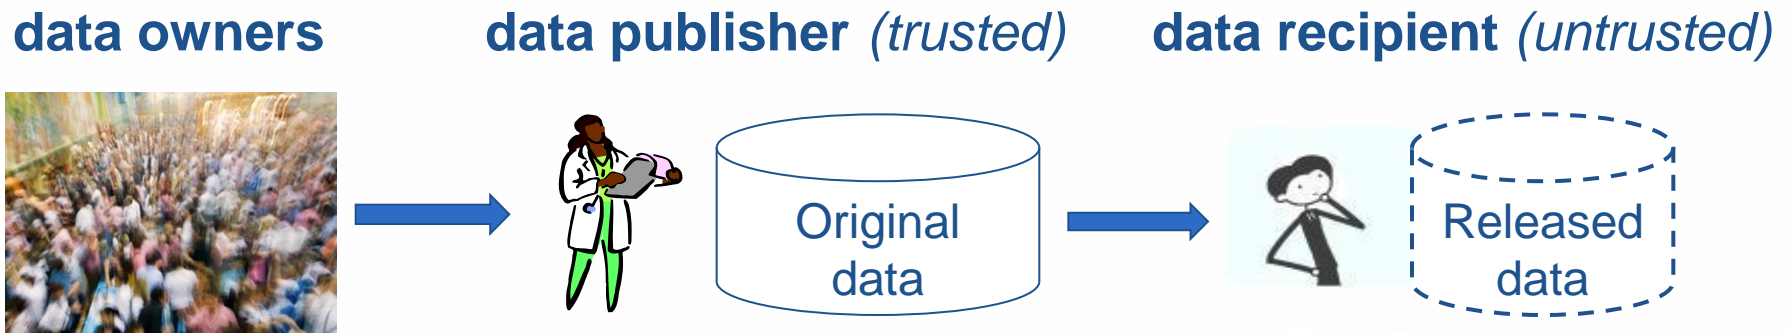 data owners
data publisher (trusted)
data recipient (untrusted)
Original
data
Released
data